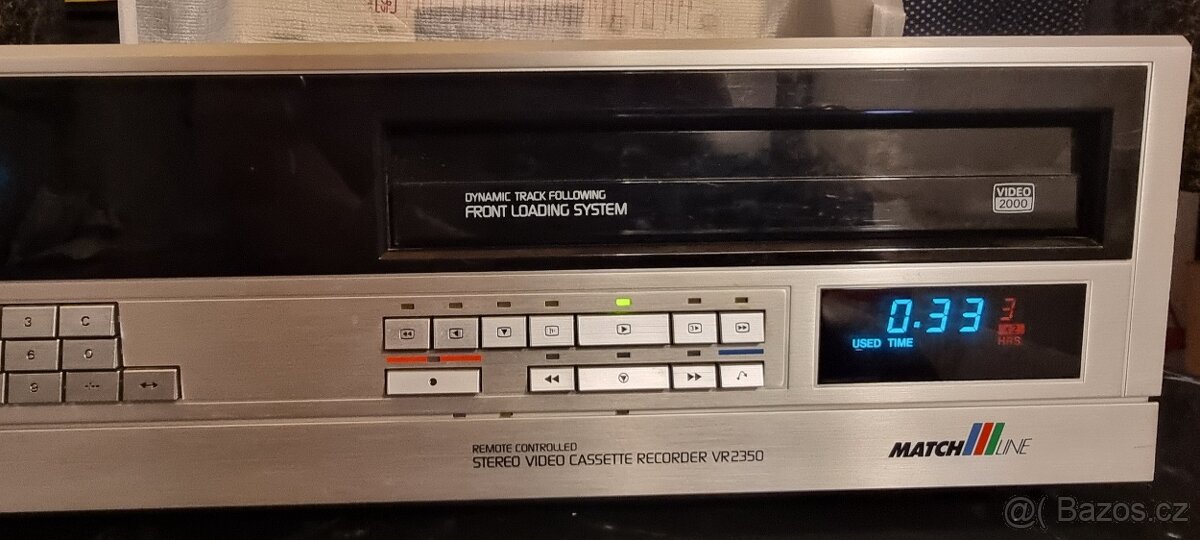 DYNAMIC TRACK FOLLOWING
FRONT LOADING SYSTEM
VIDEO
2000
3 C
6 0
9 -/--
0.33 3
×2
USED TIME HRS
REMOTE CONTROLLED
STEREO VIDEO CASSETTE RECORDER VR2350
MATCH LINE
@( Bazos.cz